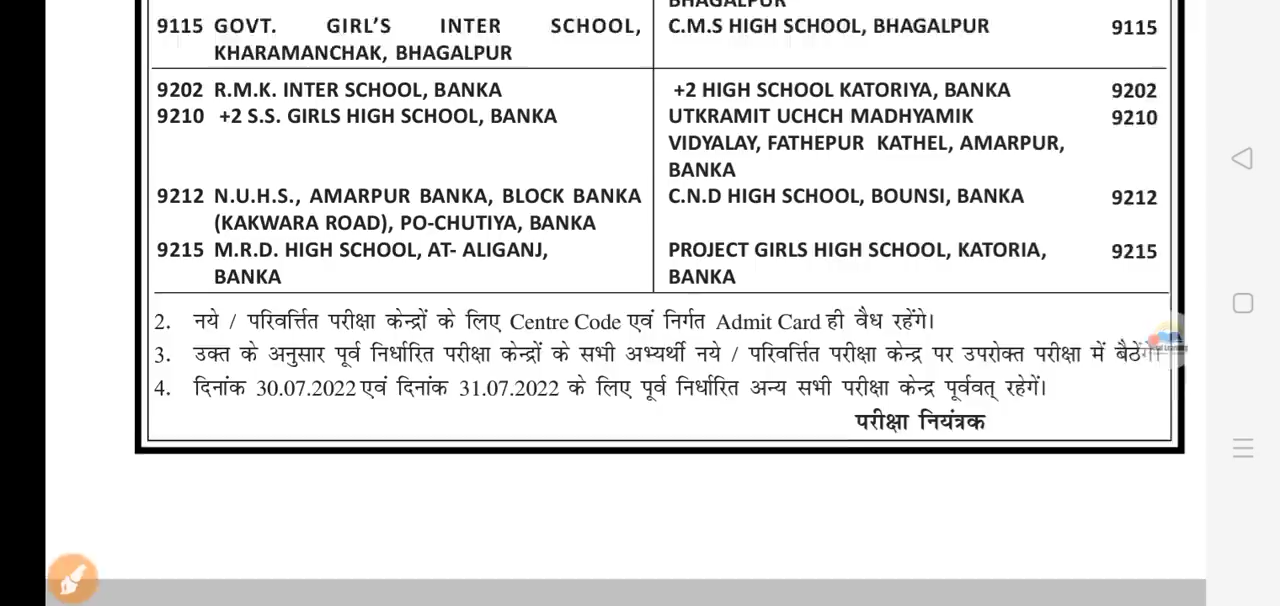 BHAGALPUR
9115 GOVT. GIRL’S INTER SCHOOL, C.M.S HIGH SCHOOL, BHAGALPUR 9115
KHARAMANCHAK, BHAGALPUR
9202 R.M.K. INTER SCHOOL, BANKA +2 HIGH SCHOOL KATORIYA, BANKA 9202
9210 +2 S.S. GIRLS HIGH SCHOOL, BANKA UTKRAMIT UCHCH MADHYAMIK 9210
VIDYALAY, FATHEPUR KATHEL, AMARPUR,
BANKA
9212 N.U.H.S., AMARPUR BANKA, BLOCK BANKA C.N.D HIGH SCHOOL, BOUNSI, BANKA 9212
(KAKWARA ROAD), PO-CHUTIYA, BANKA
9215 M.R.D. HIGH SCHOOL, AT- ALIGANJ, PROJECT GIRLS HIGH SCHOOL, KATORIA, 9215
BANKA BANKA
2. नये / परिवर्त्तित परीक्षा केन्द्रों के लिए Centre Code एवं निर्गत Admit Card ही वैध रहेंगे।
3. उक्त के अनुसार पूर्व निर्धारित परीक्षा केन्द्रों के सभी अभ्यर्थी नये / परिवर्त्तित परीक्षा केन्द्र पर उपरोक्त परीक्षा में बैठेंगे।
4. दिनांक 30.07.2022 एवं दिनांक 31.07.2022 के लिए पूर्व निर्धारित अन्य सभी परीक्षा केन्द्र पूर्ववत् रहेगें।
परीक्षा नियंत्रक